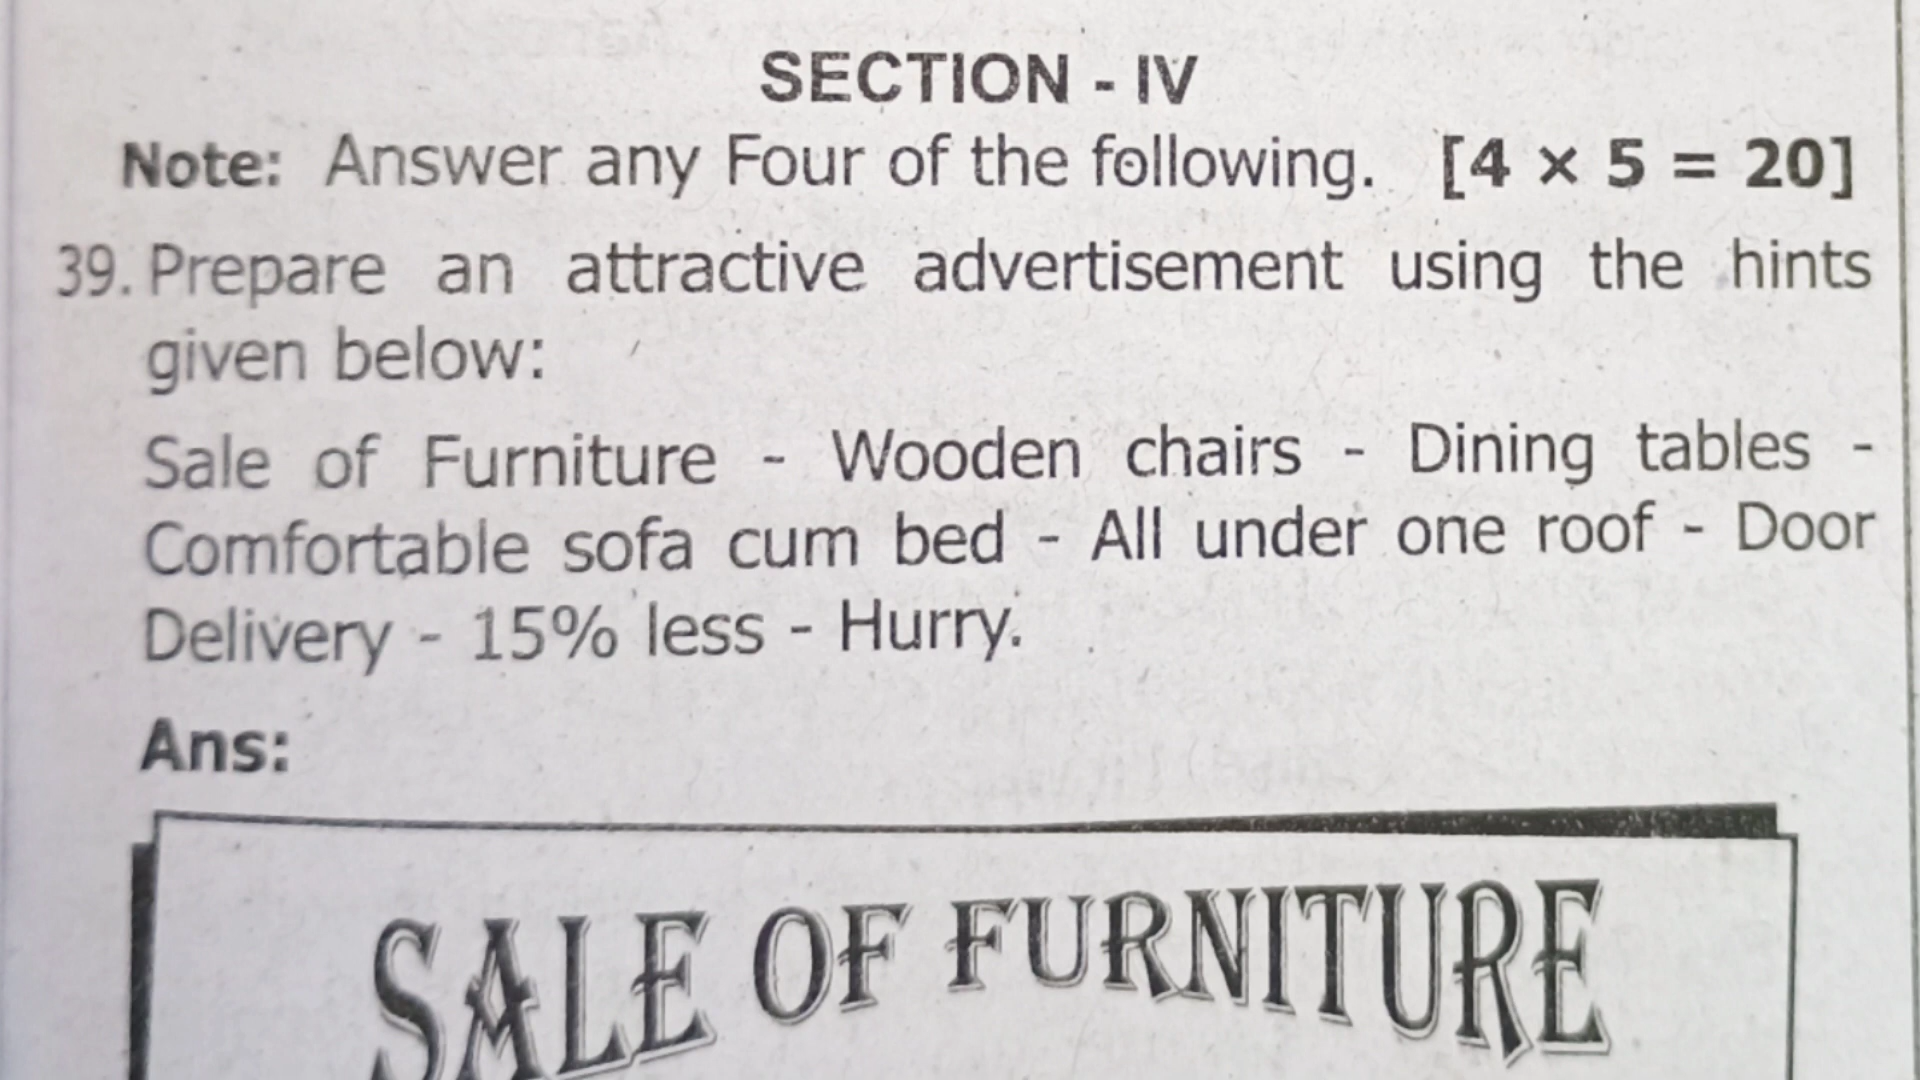 SECTION - IV
Note: Answer any Four of the following. [4 × 5 = 20]
39. Prepare an attractive advertisement using the hints
given below:
Sale of Furniture - Wooden chairs - Dining tables -
Comfortable sofa cum bed - All under one roof - Door
Delivery - 15% less - Hurry.
Ans:
SALE OF FURNITURE